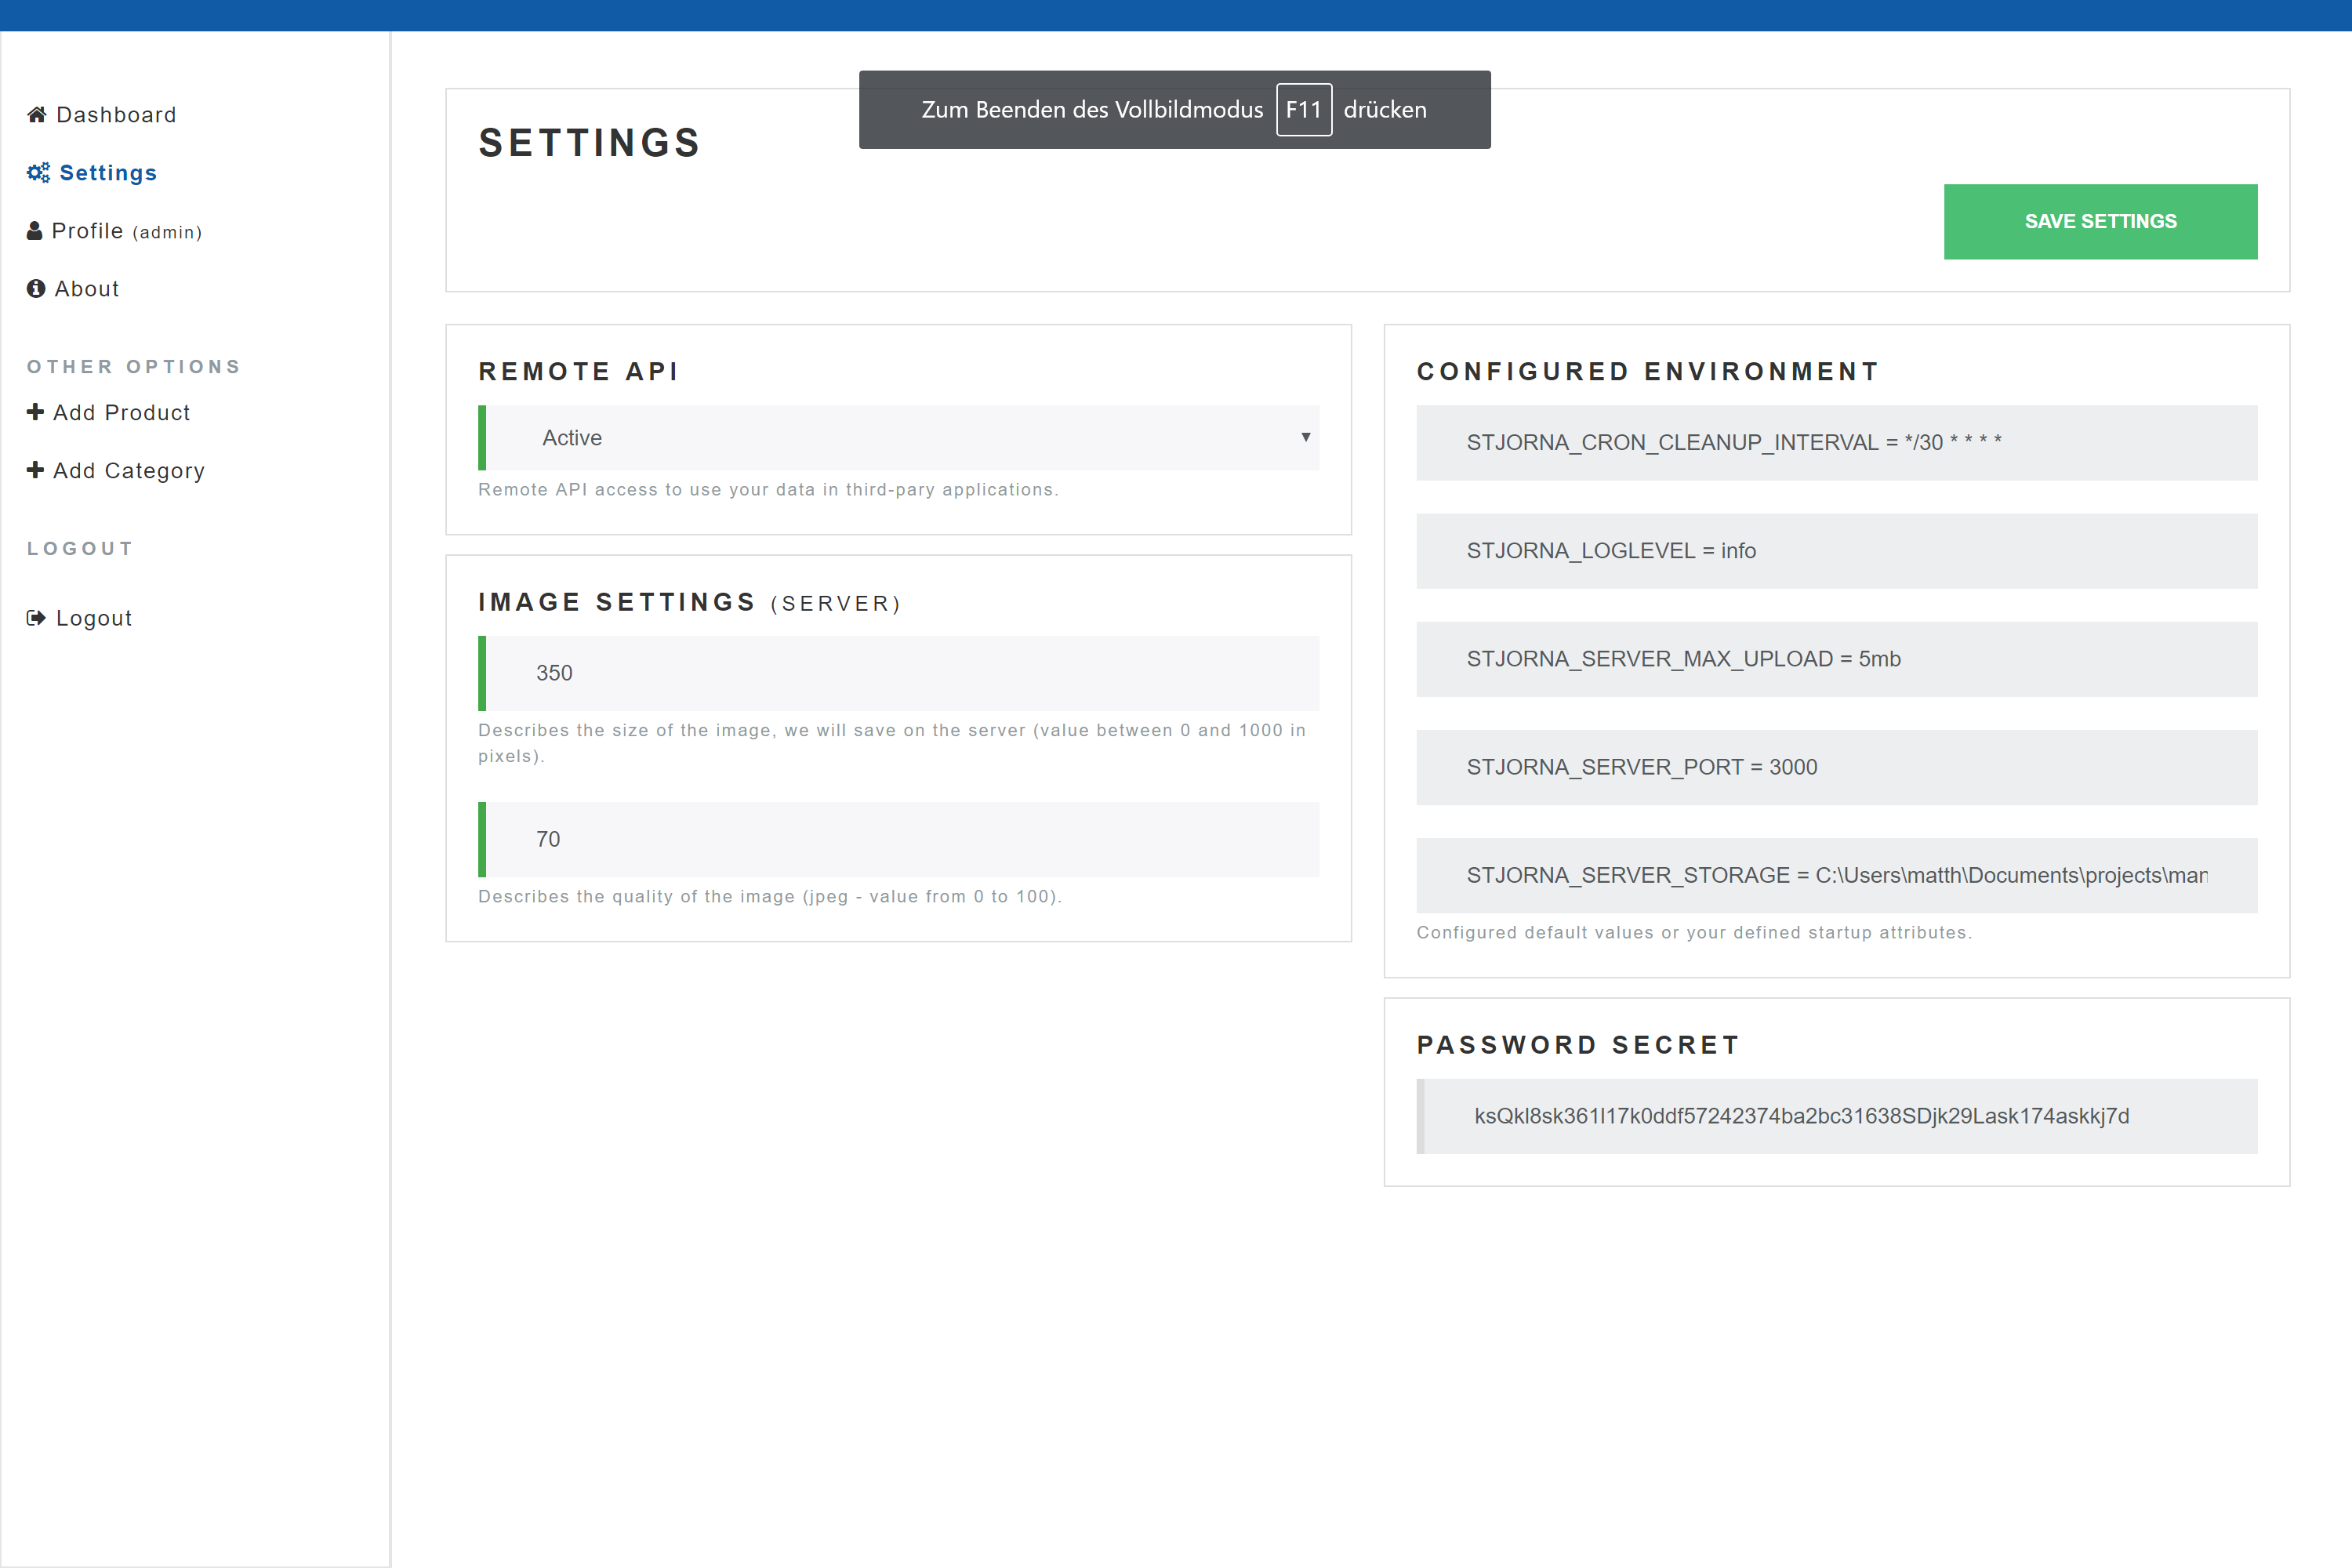 Dashboard
Settings
Profile (admin)
About
OTHER OPTIONS
Add Product
Add Category
LOGOUT
Logout
Zum Beenden des Vollbildmodus F11 drücken
SETTINGS
SAVE SETTINGS
REMOTE API
Active
Remote API access to use your data in third-pary applications.
IMAGE SETTINGS (SERVER)
350
Describes the size of the image, we will save on the server (value between 0 and 1000 in
pixels).
70
Describes the quality of the image (jpeg - value from 0 to 100).
CONFIGURED ENVIRONMENT
STJORNA_CRON_CLEANUP_INTERVAL = */30 * * * *
STJORNA_LOGLEVEL = info
STJORNA_SERVER_MAX_UPLOAD = 5mb
STJORNA_SERVER_PORT = 3000
STJORNA_SERVER_STORAGE = C:\Users\matth\Documents\projects\man
Configured default values or your defined startup attributes.
PASSWORD SECRET
ksQkl8sk361l17k0ddf57242374ba2bc31638SDjk29Lask174askkj7d